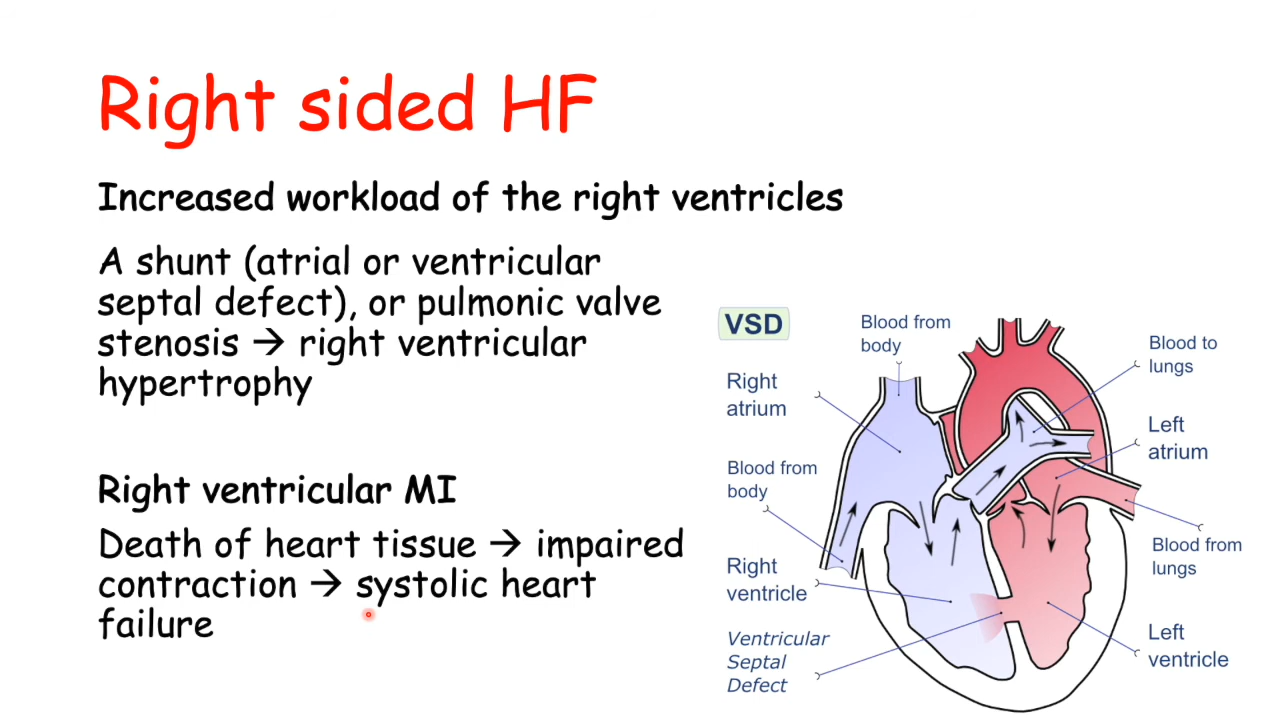 Right sided HF
Increased workload of the right ventricles
A shunt (atrial or ventricular
septal defect), or pulmonic valve
stenosis → right ventricular
hypertrophy
Right ventricular MI
Death of heart tissue → impaired
contraction → systolic heart
failure
VSD
Blood from
body
Blood to
lungs
Right
atrium
Left
atrium
Blood from
body
Blood from
lungs
Right
ventricle
Ventricular
Septal
Defect
Left
ventricle